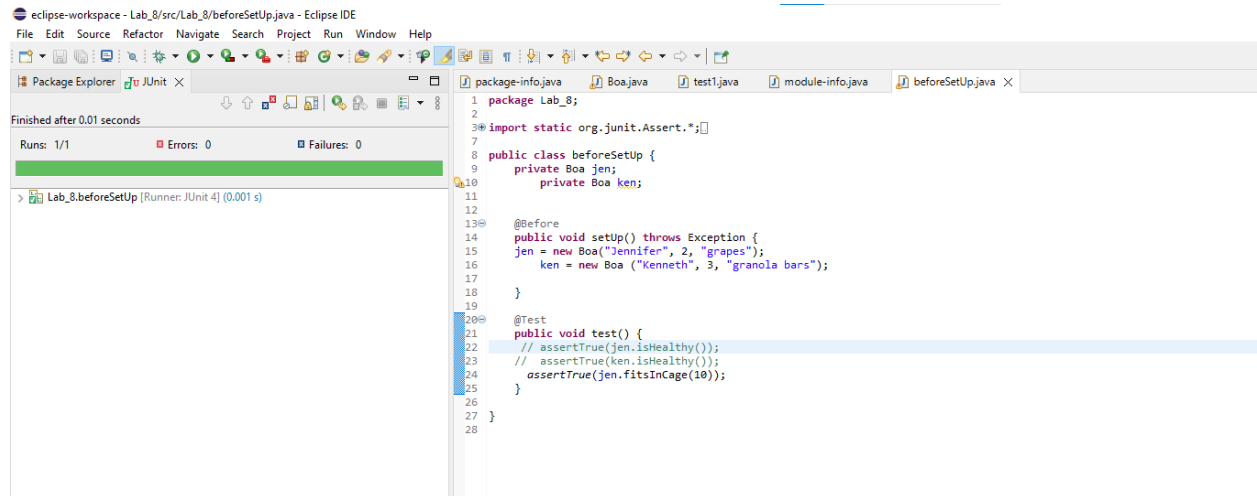 eclipse-workspace - Lab_8/src/Lab_8/beforeSetUp.java - Eclipse IDE
File Edit Source Refactor Navigate Search Project Run Window Help
Package Explorer JUnit
package-info.java Boa.java test1.java module-info.java beforeSetUp.java
Finished after 0.01 seconds
Runs: 1/1 Errors: 0 Failures: 0
Lab_8.beforeSetUp [Runner: JUnit 4] (0.001 s)
1 package Lab_8;
2
3 import static org.junit.Assert.*;
7
8 public class beforeSetUp {
9 private Boa jen;
10 private Boa ken;
11
12
13 @Before
14 public void setUp() throws Exception {
15 jen = new Boa("Jennifer", 2, "grapes");
16 ken = new Boa ("Kenneth", 3, "granola bars");
17
18 }
19
20 @Test
21 public void test() {
22 // assertTrue(jen.isHealthy());
23 // assertTrue(ken.isHealthy());
24 assertTrue(jen.fitsInCage(10));
25 }
26
27 }
28